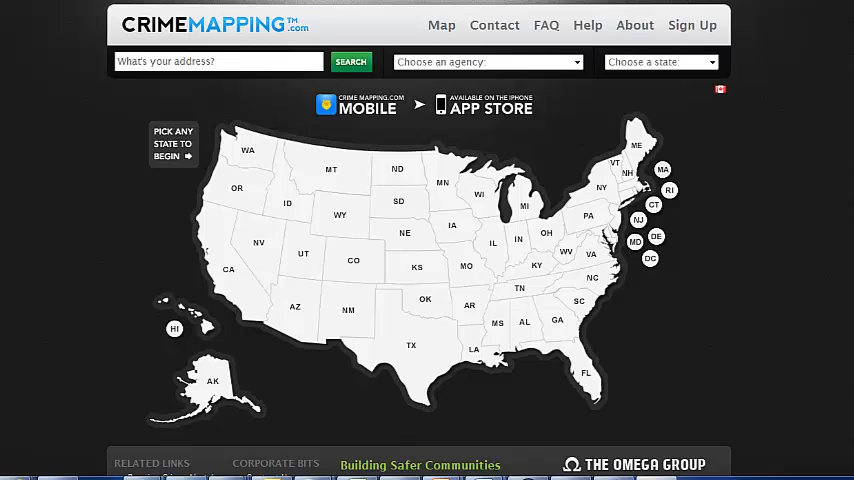 CRIMEMAPPING™.com
Map Contact FAQ Help About Sign Up
What's your address? SEARCH Choose an agency: Choose a state:
CRIME MAPPING.COM MOBILE AVAILABLE ON THE IPHONE APP STORE
PICK ANY
STATE TO
BEGIN
WA
MT
ND
MN
OR
ID
WY
SD
WI
MI
NY
VT
NH
ME
MA
RI
CT
NJ
DE
MD
DC
NV
UT
CO
NE
IA
IL
IN
OH
PA
WV
VA
CA
KS
MO
KY
NC
AZ
NM
OK
AR
TN
SC
TX
LA
MS
AL
GA
FL
HI
AK
RELATED LINKS CORPORATE BITS Building Safer Communities THE OMEGA GROUP